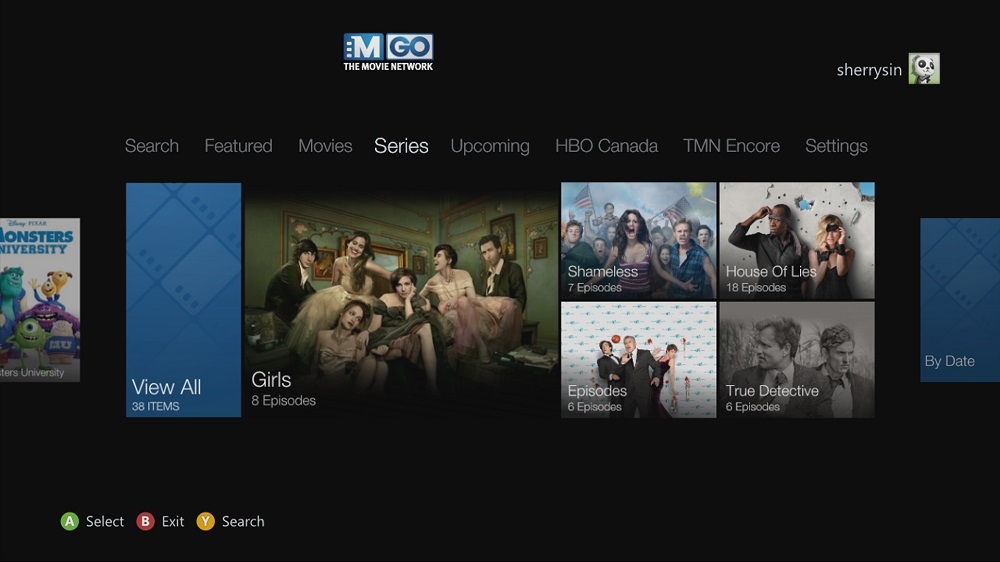 M GO
THE MOVIE NETWORK
sherrysin
Search Featured Movies Series Upcoming HBO Canada TMN Encore Settings
DISNEY PIXAR
MONSTERS
UNIVERSITY
MU
sters University
View All
38 ITEMS
Girls
8 Episodes
Shameless
7 Episodes
House Of Lies
18 Episodes
Episodes
6 Episodes
True Detective
6 Episodes
By Date
A Select B Exit Y Search